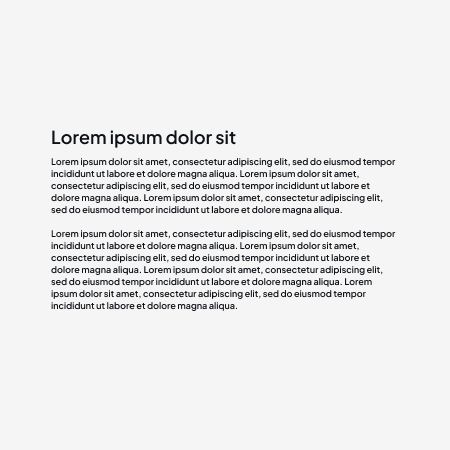 Lorem ipsum dolor sit
Lorem ipsum dolor sit amet, consectetur adipiscing elit, sed do eiusmod tempor
incididunt ut labore et dolore magna aliqua. Lorem ipsum dolor sit amet,
consectetur adipiscing elit, sed do eiusmod tempor incididunt ut labore et
dolore magna aliqua. Lorem ipsum dolor sit amet, consectetur adipiscing elit,
sed do eiusmod tempor incididunt ut labore et dolore magna aliqua.
Lorem ipsum dolor sit amet, consectetur adipiscing elit, sed do eiusmod tempor
incididunt ut labore et dolore magna aliqua. Lorem ipsum dolor sit amet,
consectetur adipiscing elit, sed do eiusmod tempor incididunt ut labore et
dolore magna aliqua. Lorem ipsum dolor sit amet, consectetur adipiscing elit,
sed do eiusmod tempor incididunt ut labore et dolore magna aliqua. Lorem
ipsum dolor sit amet, consectetur adipiscing elit, sed do eiusmod tempor
incididunt ut labore et dolore magna aliqua.